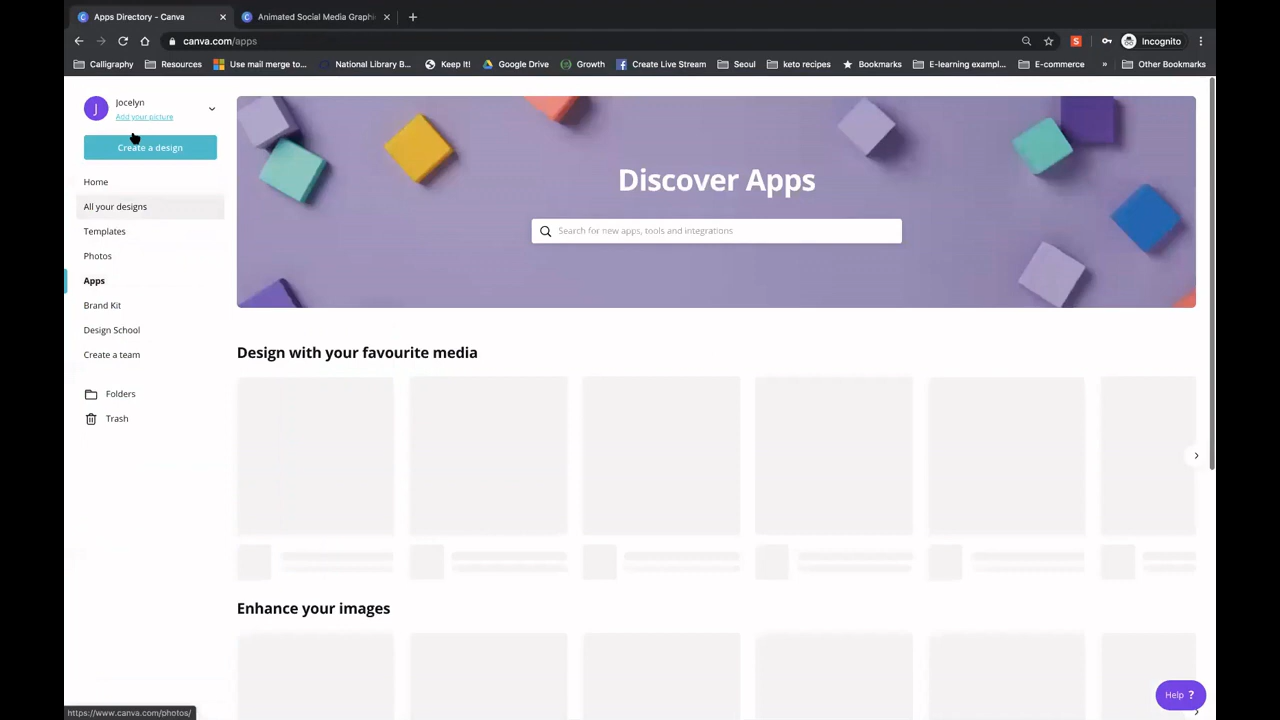 Apps Directory - Canva
Animated Social Media Graphi
canva.com/apps
Incognito
Calligraphy
Resources
Use mail merge to...
National Library B...
Keep It!
Google Drive
Growth
Create Live Stream
Seoul
keto recipes
Bookmarks
E-learning exampl...
E-commerce
»
Other Bookmarks
J
Jocelyn
Add your picture
Create a design
Home
All your designs
Templates
Photos
Apps
Brand Kit
Design School
Create a team
Folders
Trash
Discover Apps
Search for new apps, tools and integrations
Design with your favourite media
Enhance your images
Help ?
https://www.canva.com/photos/